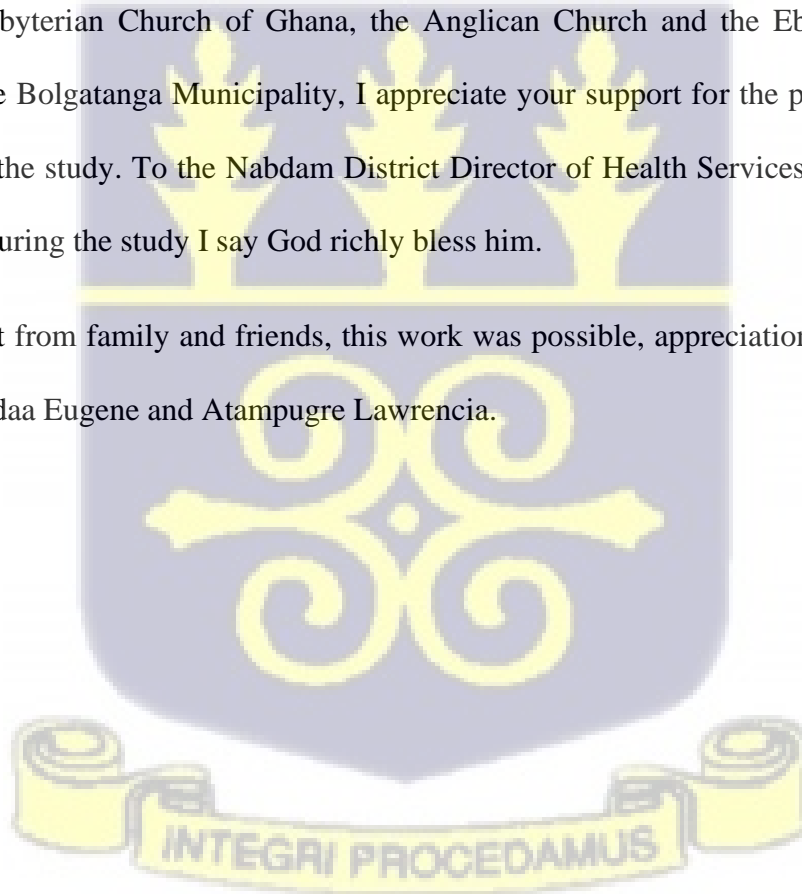 byterian Church of Ghana, the Anglican Church and the Eb
Bolgatanga Municipality, I appreciate your support for the p
the study. To the Nabdam District Director of Health Services
uring the study I say God richly bless him.
from family and friends, this work was possible, appreciation
daa Eugene and Atampugre Lawrencia.
INTEGRI PROCEDAMUS